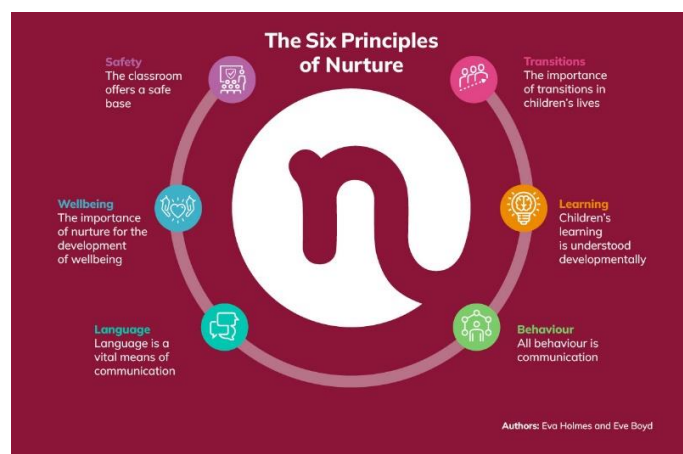 The Six Principles
of Nurture
Safety
The classroom
offers a safe
base
Transitions
The importance
of transitions in
children's lives
Wellbeing
The importance
of nurture for the
development
of wellbeing
n
Learning
Children's
learning
is understood
developmentally
Language
Language is a
vital means of
communication
Behaviour
All behaviour is
communication
Authors: Eva Holmes and Eve Boyd